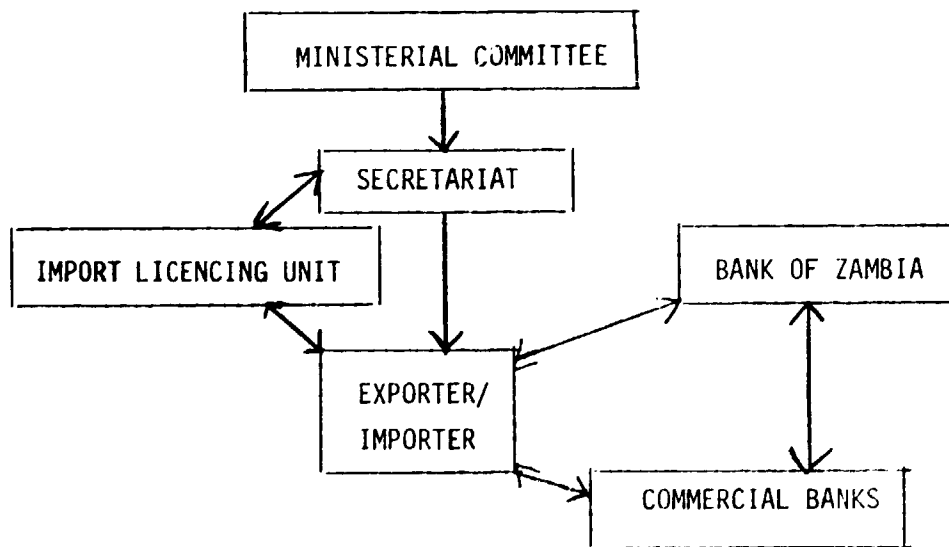 MINISTERIAL COMMITTEE
SECRETARIAT
IMPORT LICENCING UNIT
BANK OF ZAMBIA
EXPORTER/
IMPORTER
COMMERCIAL BANKS